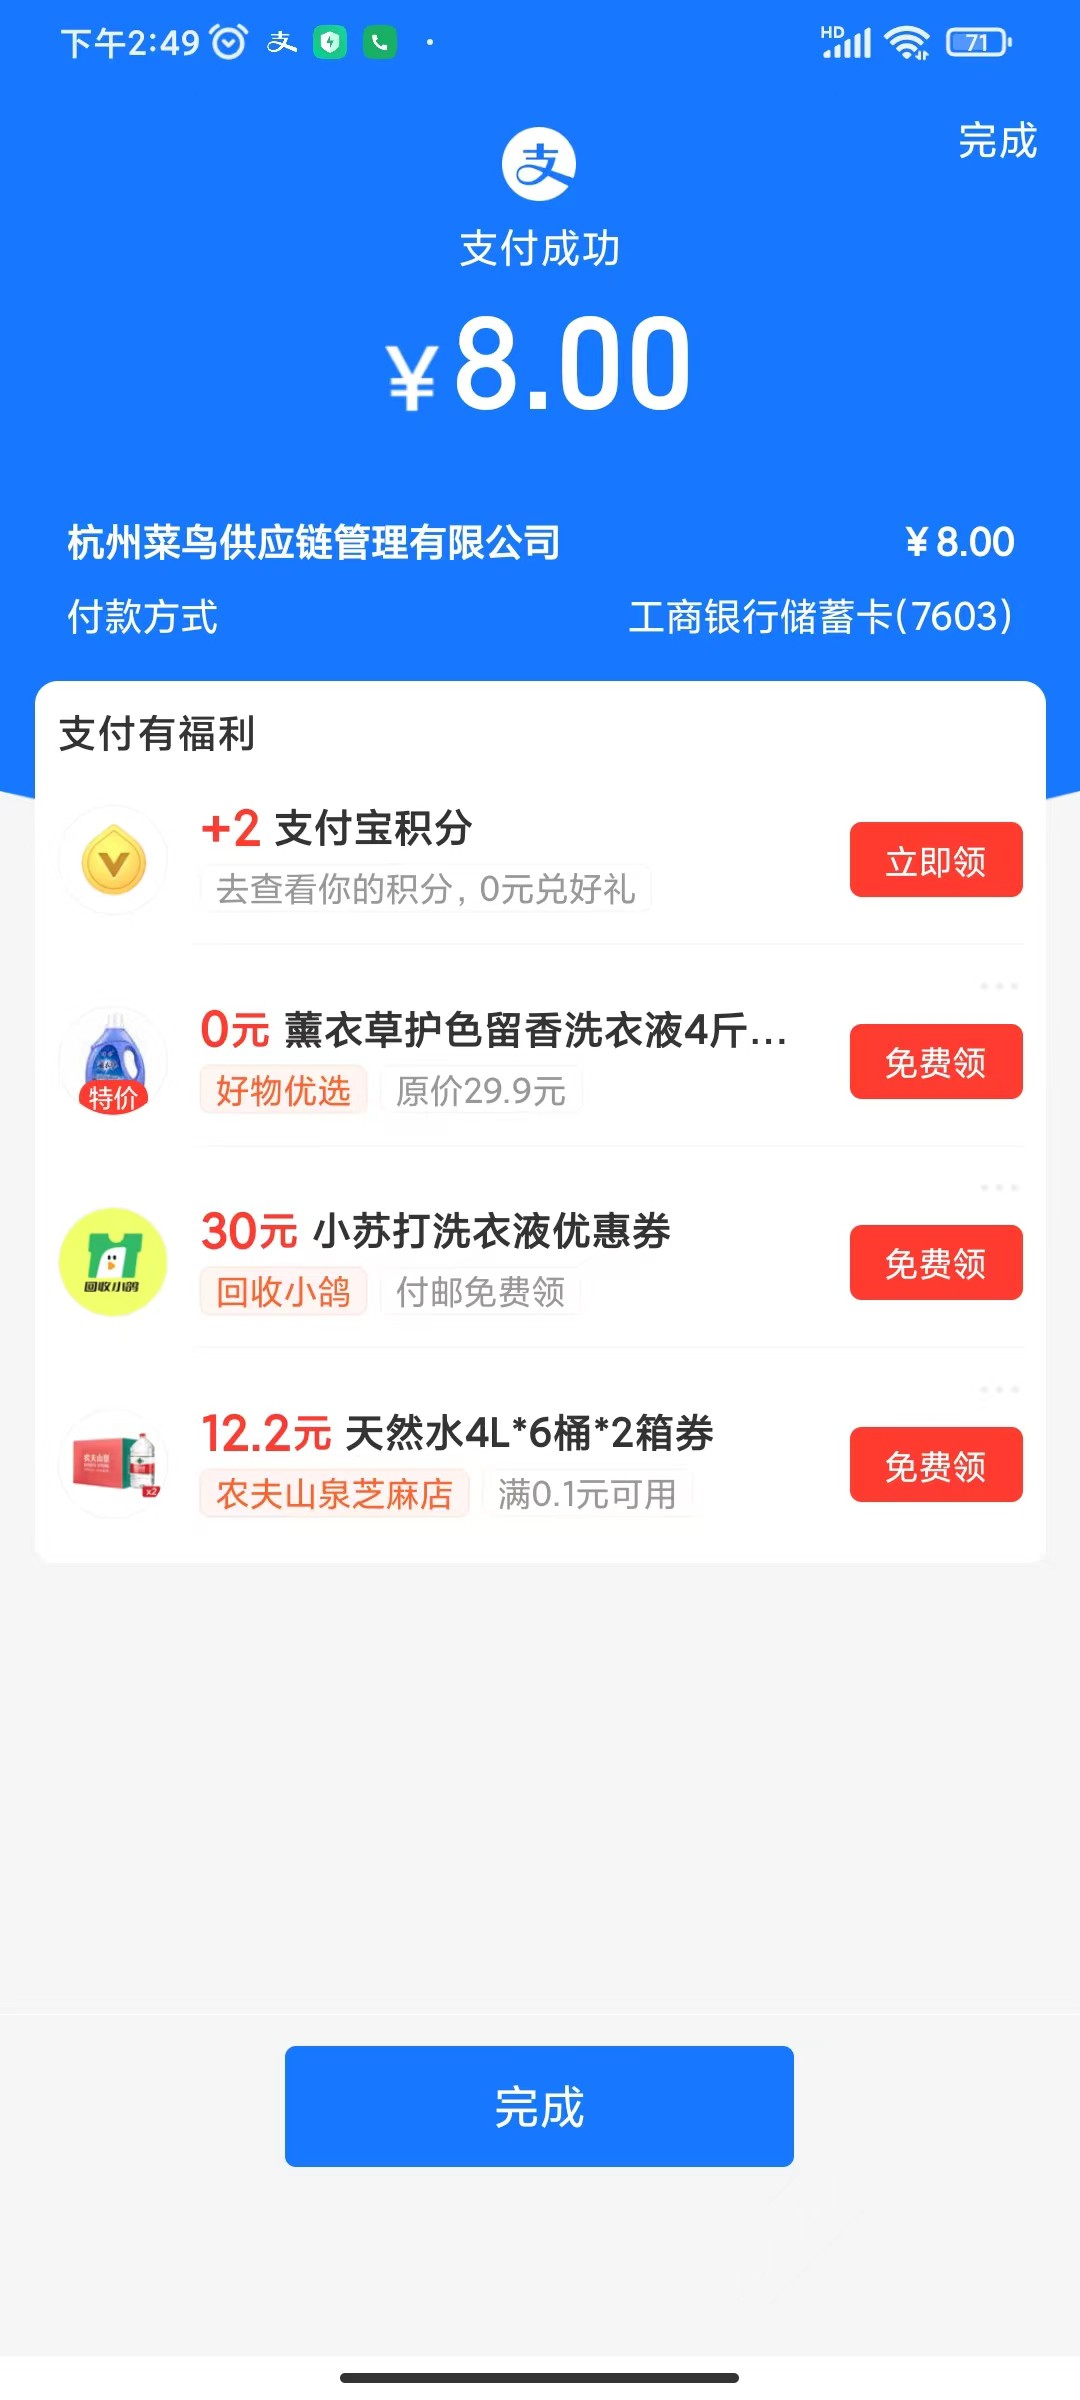 下午2:49 支 HD 71
完成
支
支付成功
¥8.00
杭州菜鸟供应链管理有限公司 ¥8.00
付款方式 工商银行储蓄卡(7603)
支付有福利
+2 支付宝积分
去查看你的积分，0元兑好礼
立即领
0元 薰衣草护色留香洗衣液4斤...
特价
好物优选 原价29.9元
免费领
30元 小苏打洗衣液优惠券
回收小鸽
回收小鸽 付邮免费领
免费领
12.2元 天然水4L*6桶*2箱券
农夫山泉
x2
农夫山泉芝麻店 满0.1元可用
免费领
完成